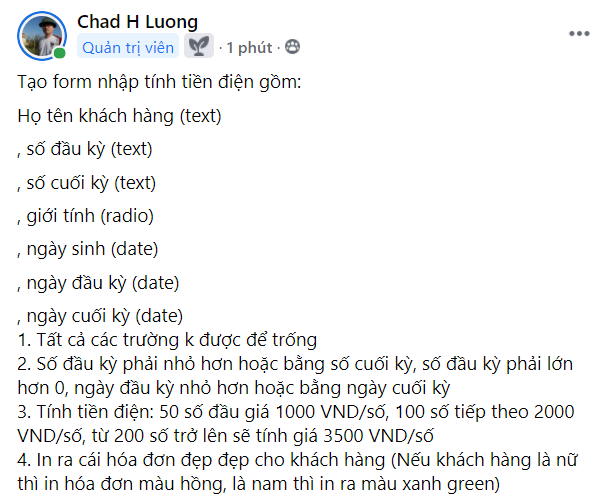 Chad H Luong
Quản trị viên · 1 phút ·
Tạo form nhập tính tiền điện gồm:
Họ tên khách hàng (text)
, số đầu kỳ (text)
, số cuối kỳ (text)
, giới tính (radio)
, ngày sinh (date)
, ngày đầu kỳ (date)
, ngày cuối kỳ (date)
1. Tất cả các trường k được để trống
2. Số đầu kỳ phải nhỏ hơn hoặc bằng số cuối kỳ, số đầu kỳ phải lớn
hơn 0, ngày đầu kỳ nhỏ hơn hoặc bằng ngày cuối kỳ
3. Tính tiền điện: 50 số đầu giá 1000 VND/số, 100 số tiếp theo 2000
VND/số, từ 200 số trở lên sẽ tính giá 3500 VND/số
4. In ra cái hóa đơn đẹp đẹp cho khách hàng (Nếu khách hàng là nữ
thì in hóa đơn màu hồng, là nam thì in ra màu xanh green)